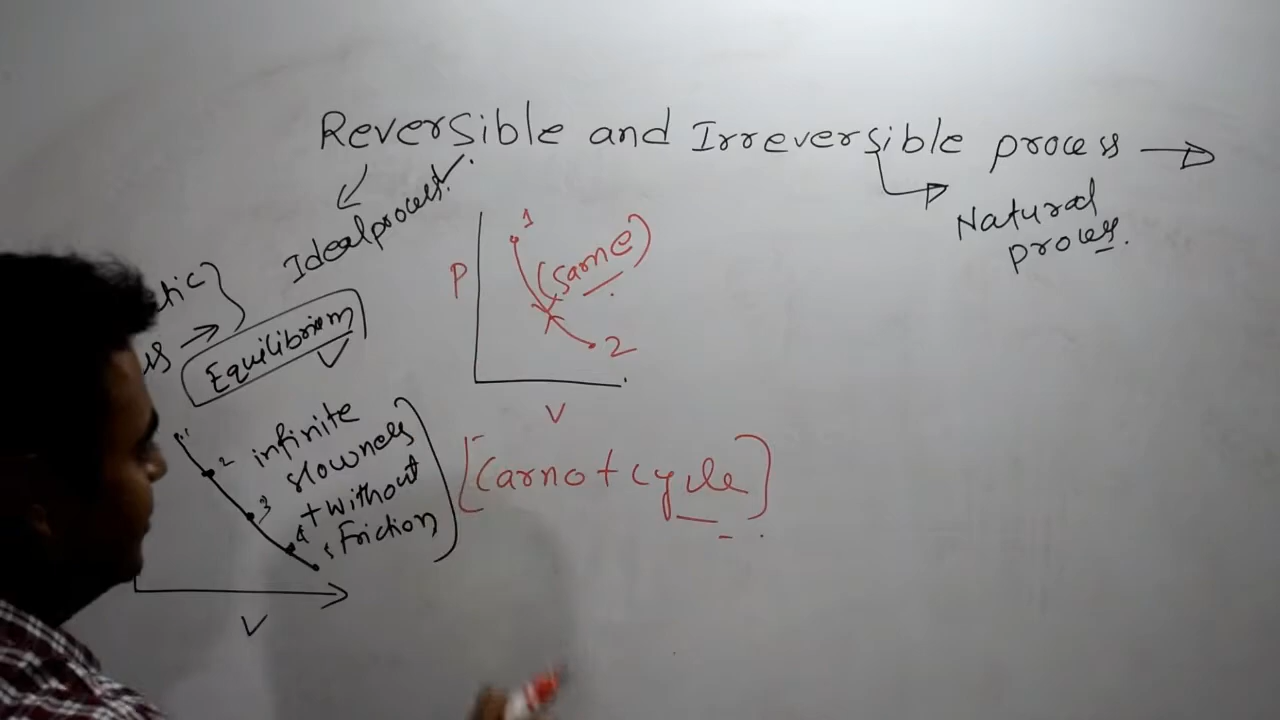 Reversible and Irreversible process
Ideal process.
Natural
process.
Equilibrium
1
(Same)
P
2
V
1
2
3
4
5
infinite
slowness
+ without
Friction
V
[Carnot cycle]